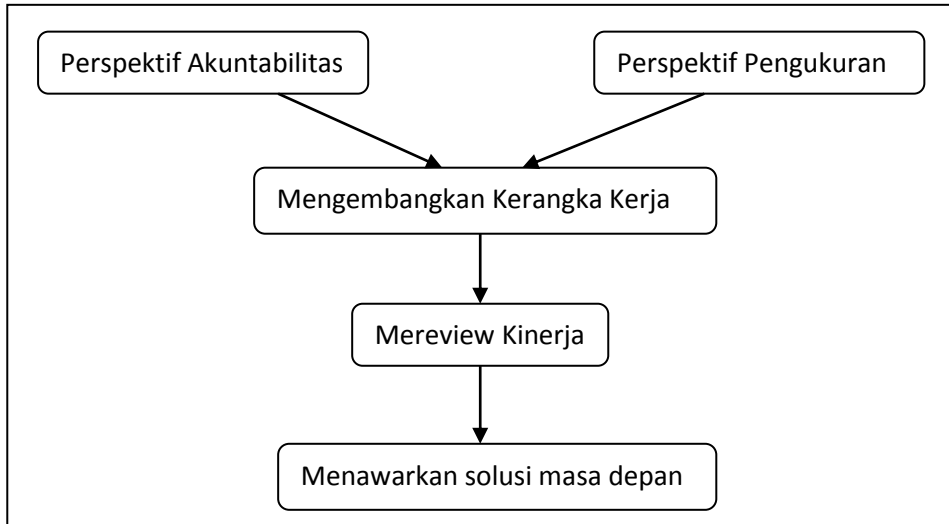 Perspektif Akuntabilitas
Perspektif Pengukuran
Mengembangkan Kerangka Kerja
Mereview Kinerja
Menawarkan solusi masa depan